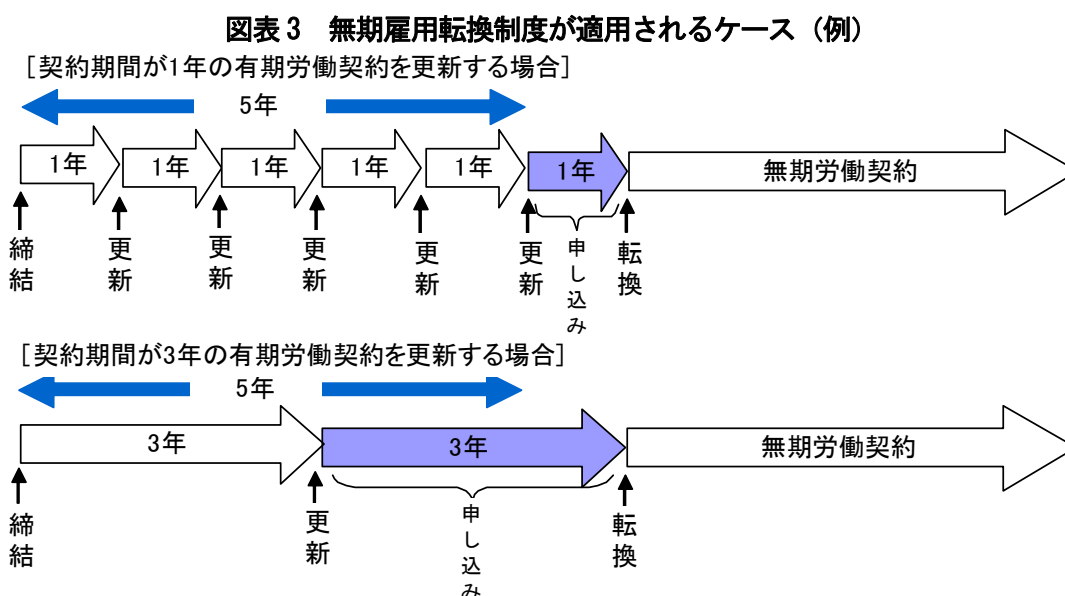 図表3 無期雇用転換制度が適用されるケース（例）
［契約期間が1年の有期労働契約を更新する場合］
5年
1年 1年 1年 1年 1年 1年 無期労働契約
締結 更新 更新 更新 更新 更新 申し込み 転換
［契約期間が3年の有期労働契約を更新する場合］
5年
3年 3年 無期労働契約
締結 更新 申し込み 転換